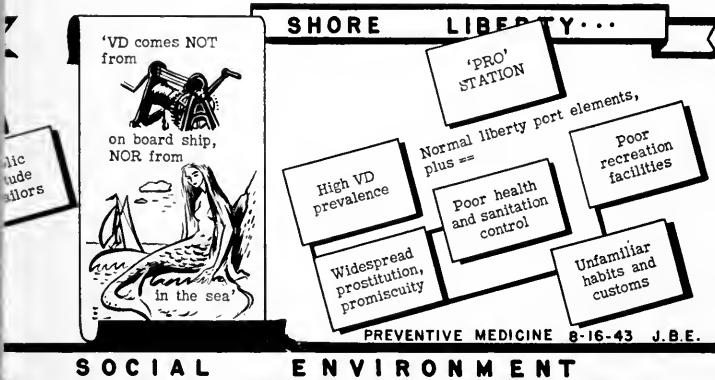 SHORE LIBERTY...
'VD comes NOT
from
on board ship,
NOR from
in the sea'
'PRO'
STATION
Normal liberty port elements,
plus ==
High VD
prevalence
Poor health
and sanitation
control
Poor
recreation
facilities
Widespread
prostitution,
promiscuity
Unfamiliar
habits and
customs
PREVENTIVE MEDICINE 8-16-43 J.B.E.
SOCIAL ENVIRONMENT